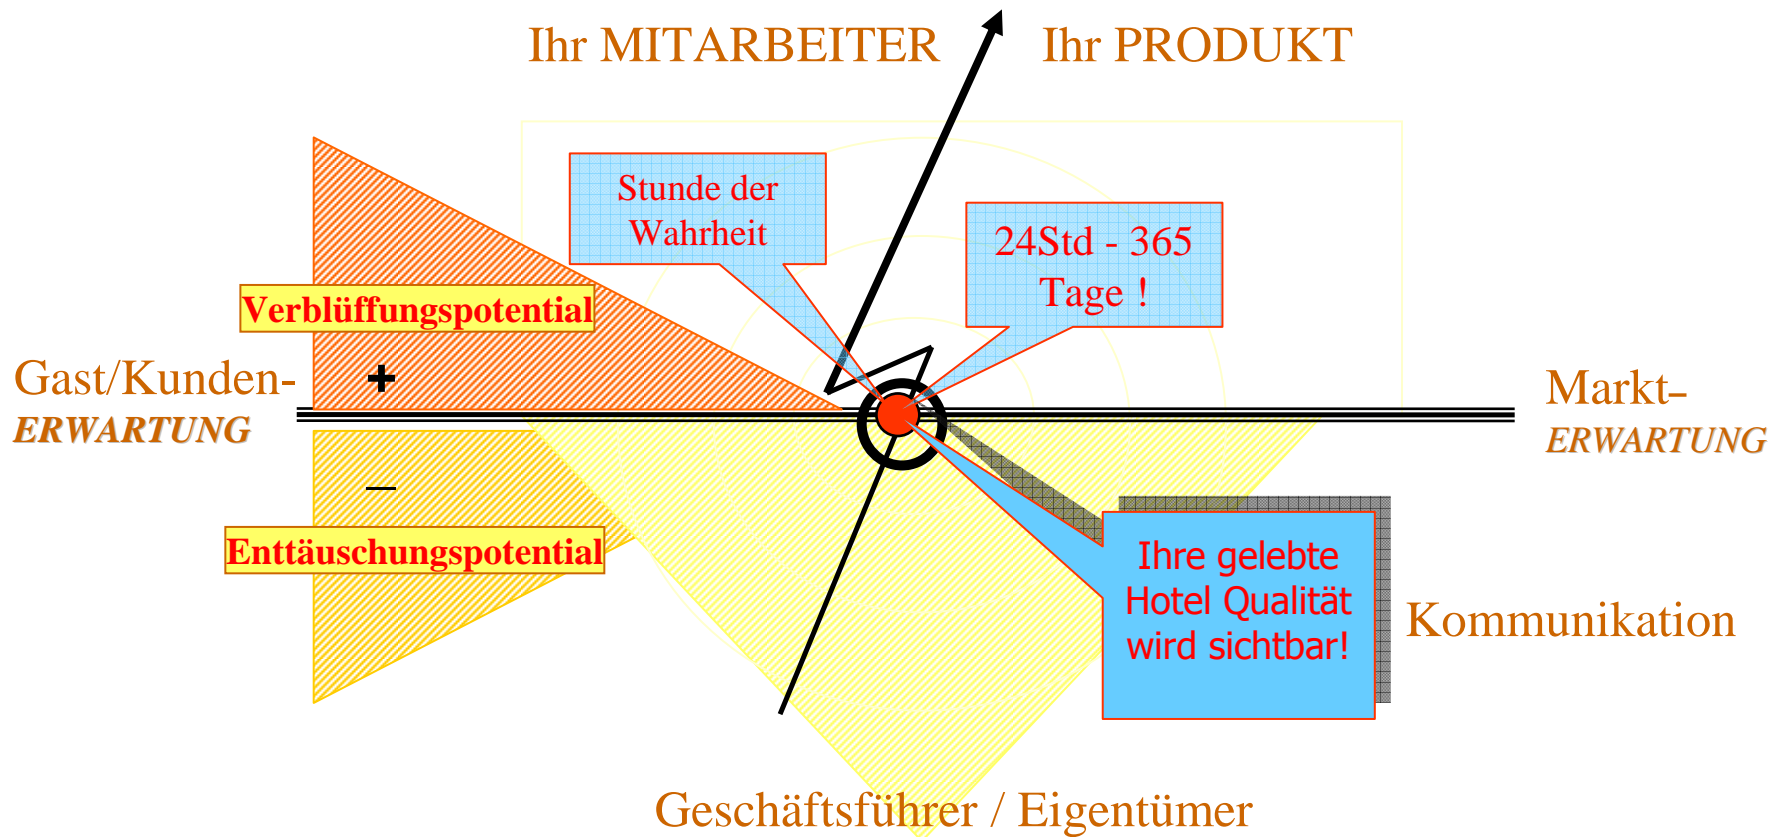 Ihr MITARBEITER
Ihr PRODUKT
Stunde der
Wahrheit
24Std - 365
Tage !
Verblüffungspotential
+
Gast/Kunden-
ERWARTUNG
Markt-
ERWARTUNG
–
Enttäuschungspotential
Ihre gelebte
Hotel Qualität
wird sichtbar!
Kommunikation
Geschäftsführer / Eigentümer